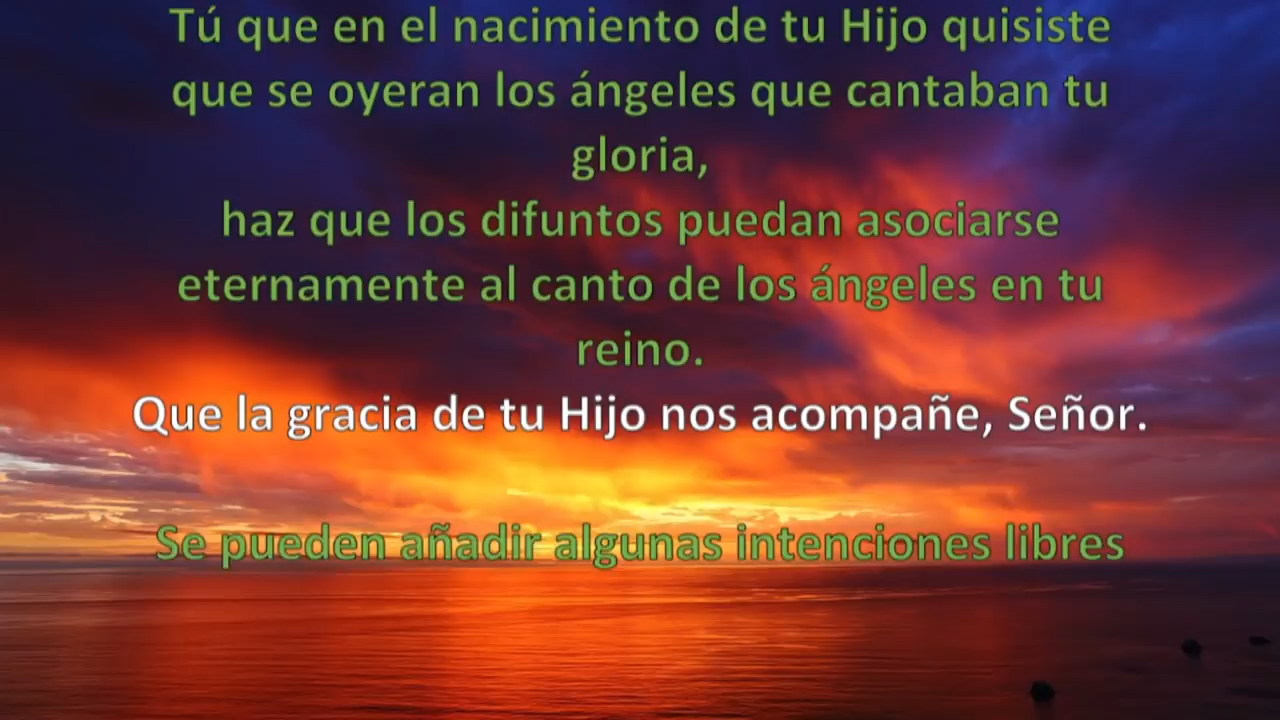 Tú que en el nacimiento de tu Hijo quisiste
que se oyeran los ángeles que cantaban tu
gloria,
haz que los difuntos puedan asociarse
eternamente al canto de los ángeles en tu
reino.
Que la gracia de tu Hijo nos acompañe, Señor.
Se pueden añadir algunas intenciones libres